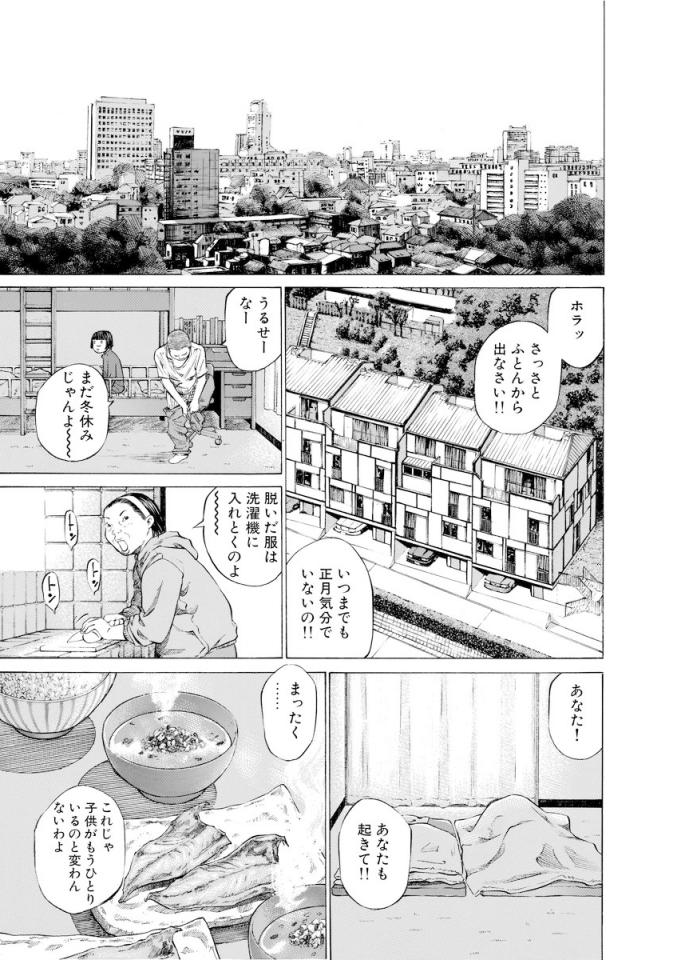 ホラッ
さっさと
ふとんから
出なさい!!
いつまでも
正月気分で
いないの!!
うるせー
なー
まだ冬休み
じゃんよ〜〜
脱いだ服は
洗濯機に
入れとくのよ
〜〜〜〜
トン
トン
トン
あなた!
あなたも
起きて!!
まったく
……
これじゃ
子供がもうひとり
いるのと変わん
ないわよ